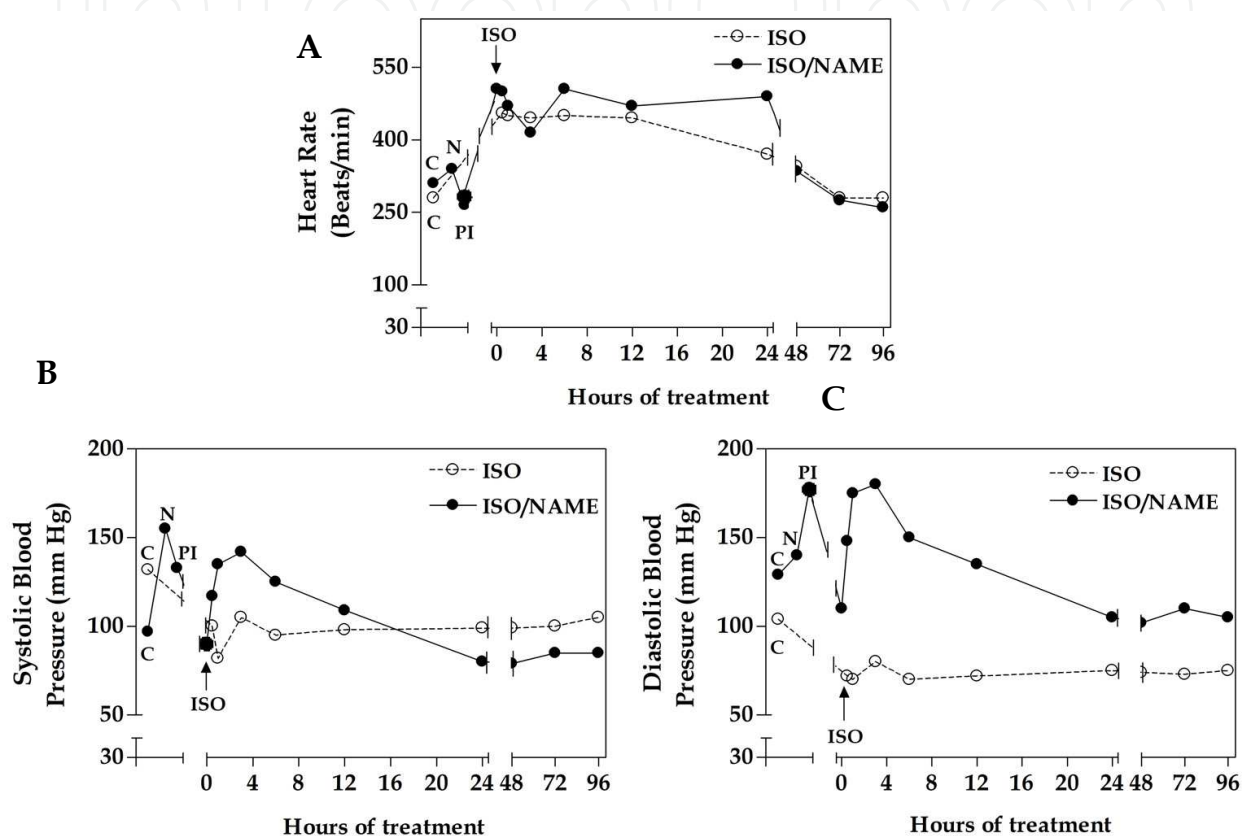 A
ISO
ISO
ISO/NAME
Heart Rate
(Beats/min)
550
400
250
100
30
C
N
C
PI
0 4 8 12 16 20 24 48 72 96
Hours of treatment
B
Systolic Blood
Pressure (mm Hg)
200
150
100
50
30
ISO
ISO/NAME
N
C
PI
C
ISO
0 4 8 12 16 20 24 48 72 96
Hours of treatment
C
Diastolic Blood
Pressure (mm Hg)
200
150
100
50
30
ISO
ISO/NAME
PI
N
C
C
ISO
0 4 8 12 16 20 24 48 72 96
Hours of treatment